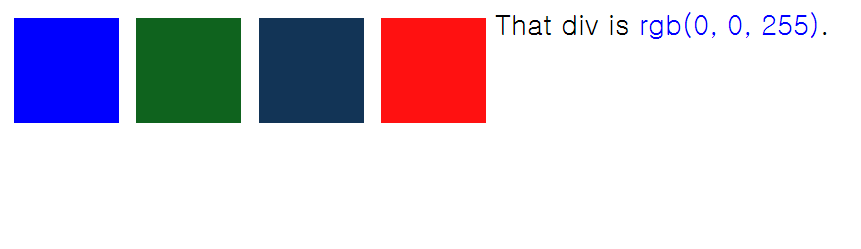 That div is rgb(0, 0, 255).